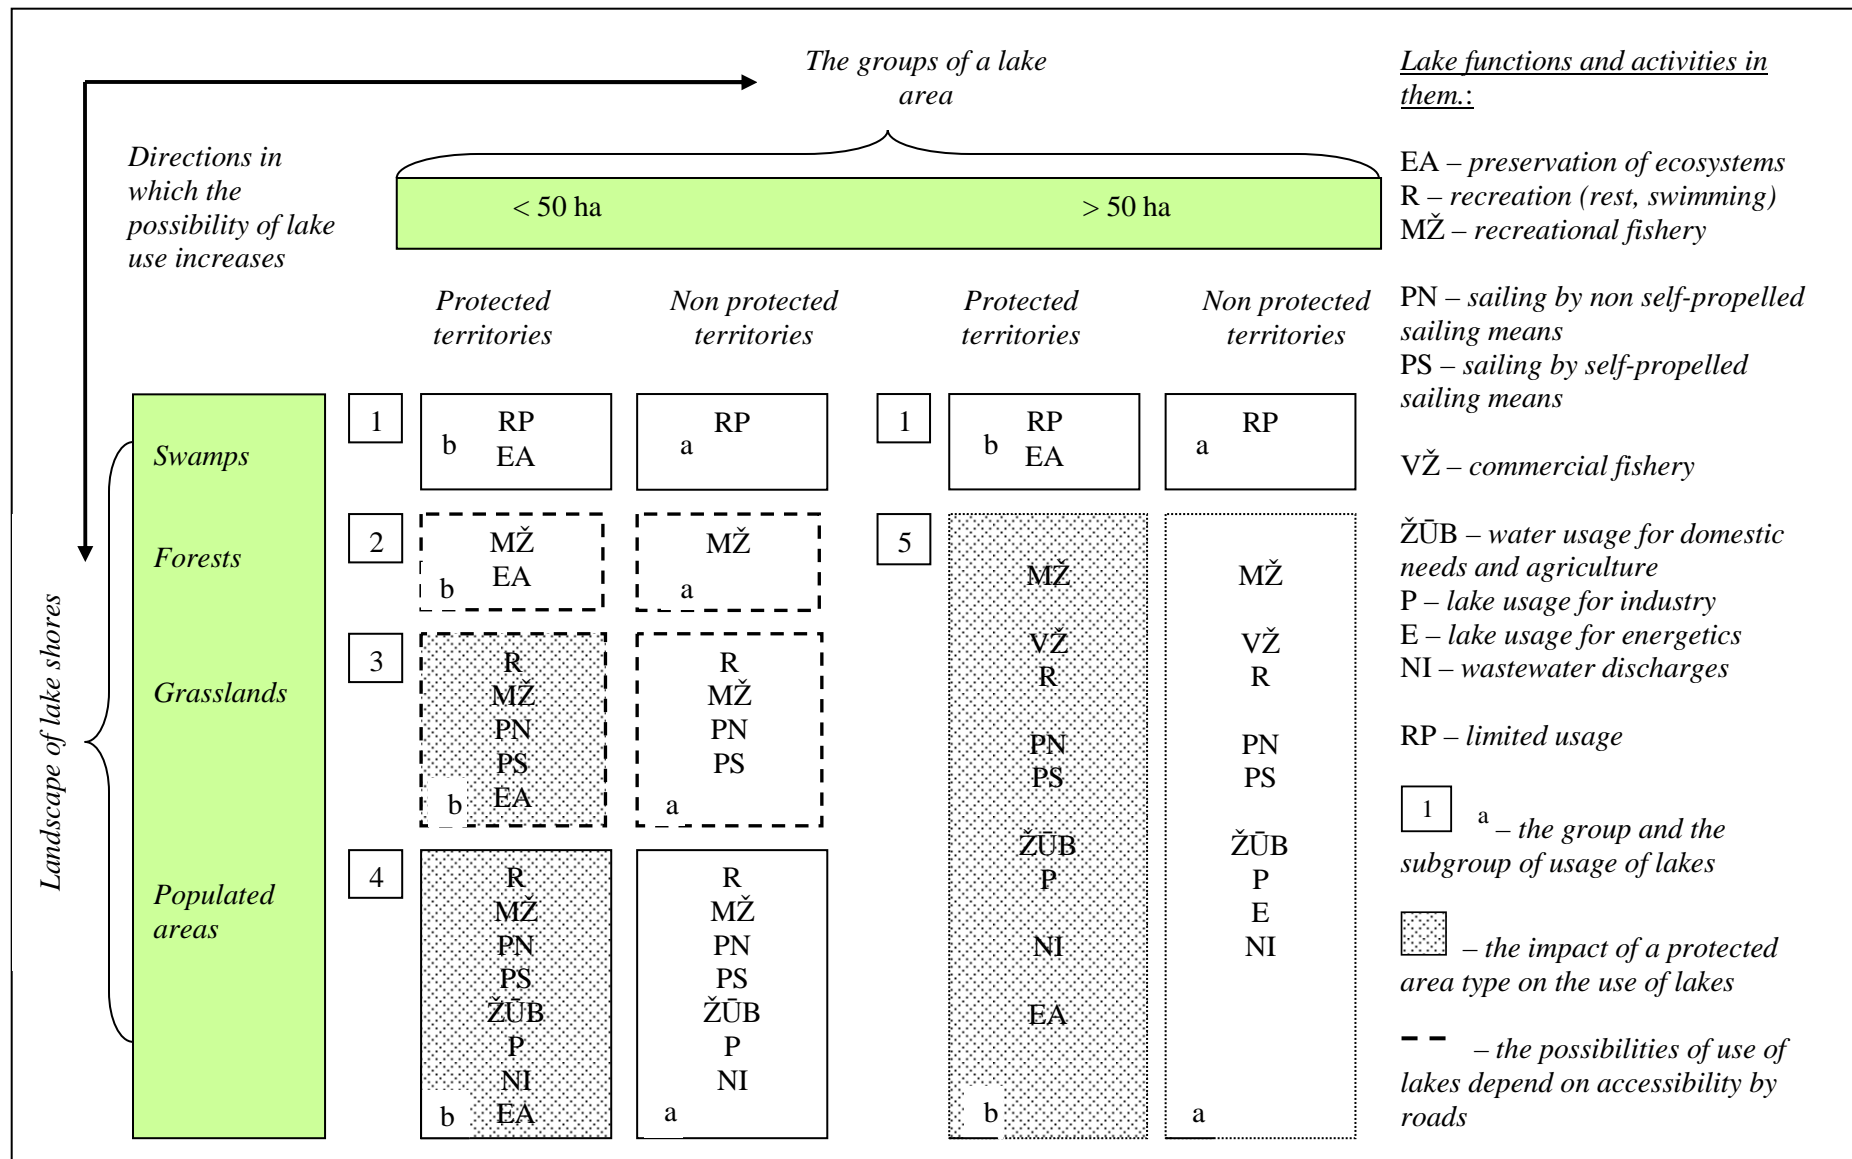 The groups of a lake
area
Directions in
which the
possibility of lake
use increases
< 50 ha
> 50 ha
Protected
territories
Non protected
territories
Protected
territories
Non protected
territories
Landscape of lake shores
Swamps
1
RP
b
EA
RP
a
1
RP
b
EA
RP
a
Forests
2
MŽ
EA
b
MŽ
a
Grasslands
3
R
MŽ
PN
PS
EA
b
R
MŽ
PN
PS
a
Populated
areas
4
R
MŽ
PN
PS
ŽŪB
P
NI
EA
b
R
MŽ
PN
PS
ŽŪB
P
NI
a
5
MŽ
VŽ
R
PN
PS
ŽŪB
P
NI
EA
b
MŽ
VŽ
R
PN
PS
ŽŪB
P
E
NI
a
Lake functions and activities in
them.:
EA – preservation of ecosystems
R – recreation (rest, swimming)
MŽ – recreational fishery
PN – sailing by non self-propelled
sailing means
PS – sailing by self-propelled
sailing means
VŽ – commercial fishery
ŽŪB – water usage for domestic
needs and agriculture
P – lake usage for industry
E – lake usage for energetics
NI – wastewater discharges
RP – limited usage
1 a – the group and the
subgroup of usage of lakes
– the impact of a protected
area type on the use of lakes
– the possibilities of use of
lakes depend on accessibility by
roads